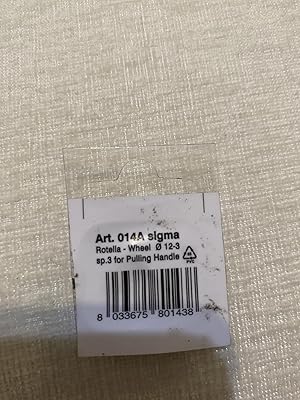 Art. 014A sigma
Rotella - Wheel Ø 12-3
sp.3 for Pulling Handle
PVC
8 033675 801438